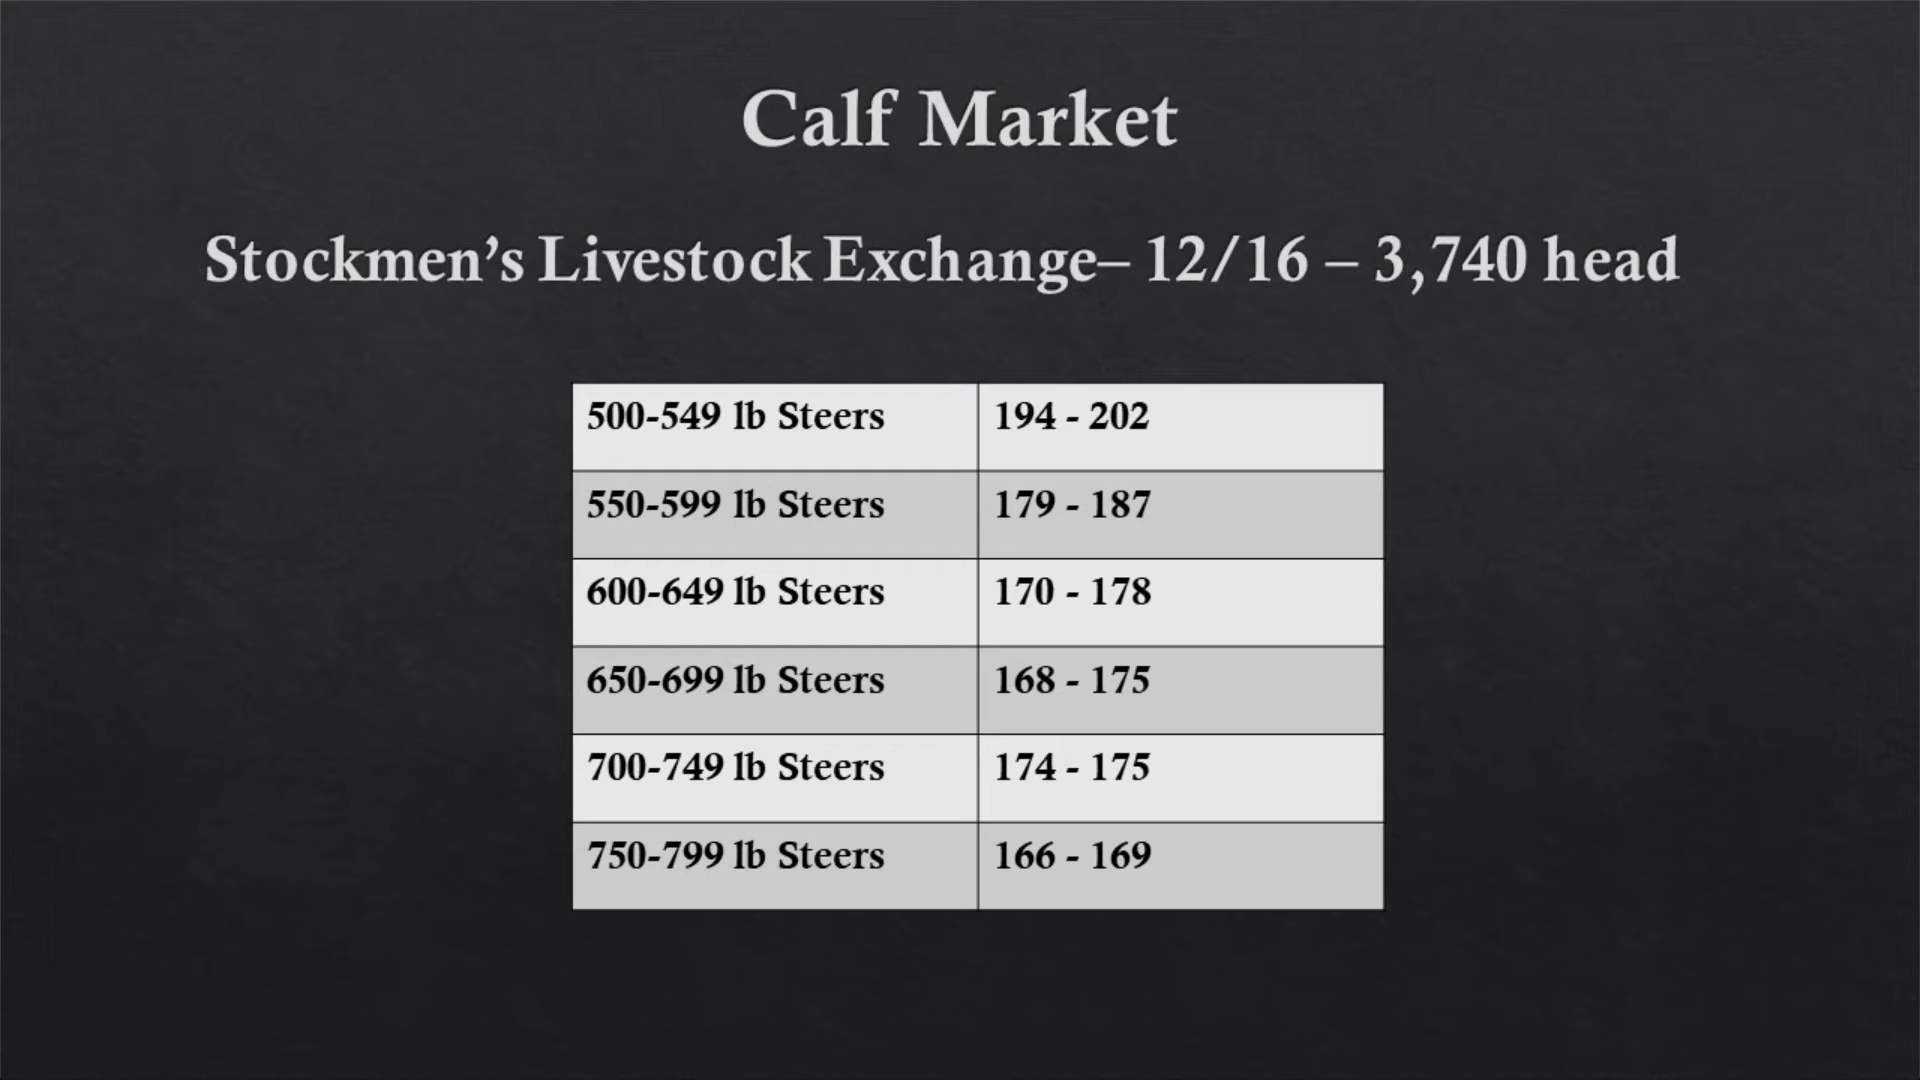 Calf Market
Stockmen’s Livestock Exchange– 12/16 – 3,740 head
500-549 lb Steers 194 - 202
550-599 lb Steers 179 - 187
600-649 lb Steers 170 - 178
650-699 lb Steers 168 - 175
700-749 lb Steers 174 - 175
750-799 lb Steers 166 - 169